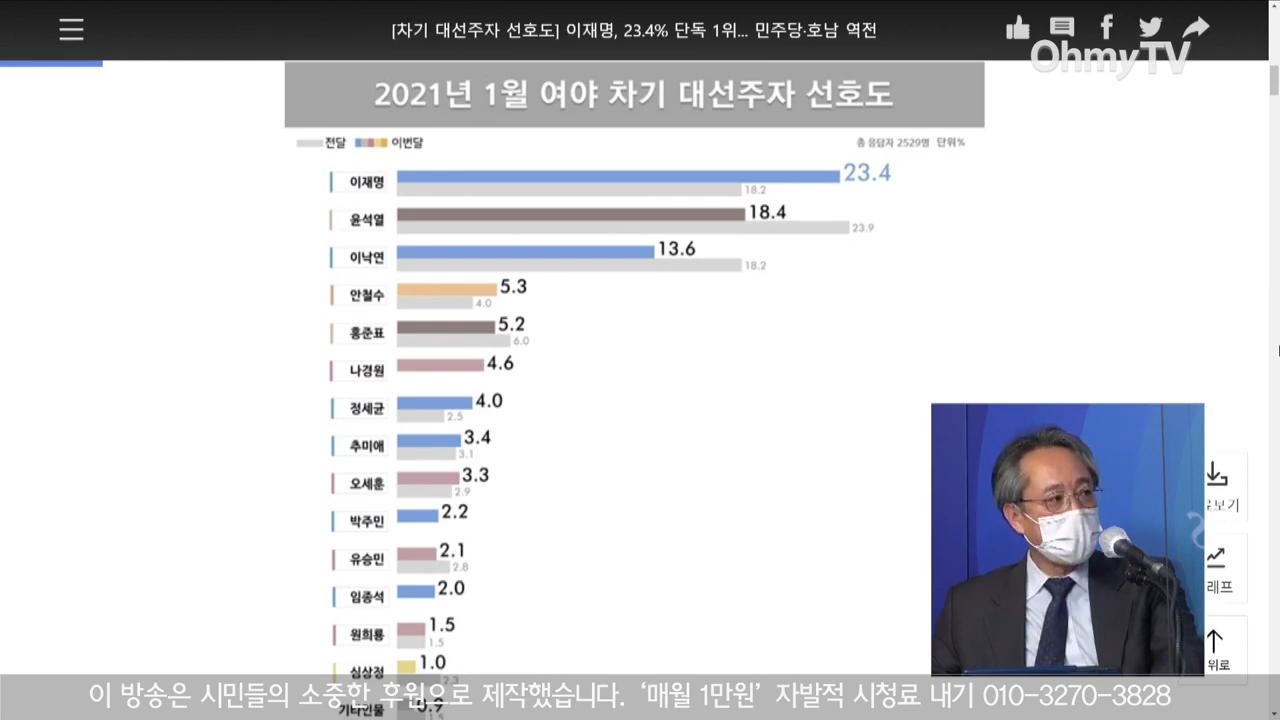 [차기 대선주자 선호도] 이재명, 23.4% 단독 1위... 민주당·호남 역전
OhmyTV
2021년 1월 여야 차기 대선주자 선호도
전달 이번달
총 응답자 2529명 단위%
이재명 23.4
18.2
윤석열 18.4
23.9
이낙연 13.6
18.2
안철수 5.3
4.0
홍준표 5.2
6.0
나경원 4.6
정세균 4.0
2.5
추미애 3.4
3.1
오세훈 3.3
2.9
박주민 2.2
유승민 2.1
2.8
임종석 2.0
원희룡 1.5
1.5
심상정 1.0
기타인물 0.9
보기
래프
위로
이 방송은 시민들의 소중한 후원으로 제작했습니다. ‘매월 1만원’ 자발적 시청료 내기 010-3270-3828